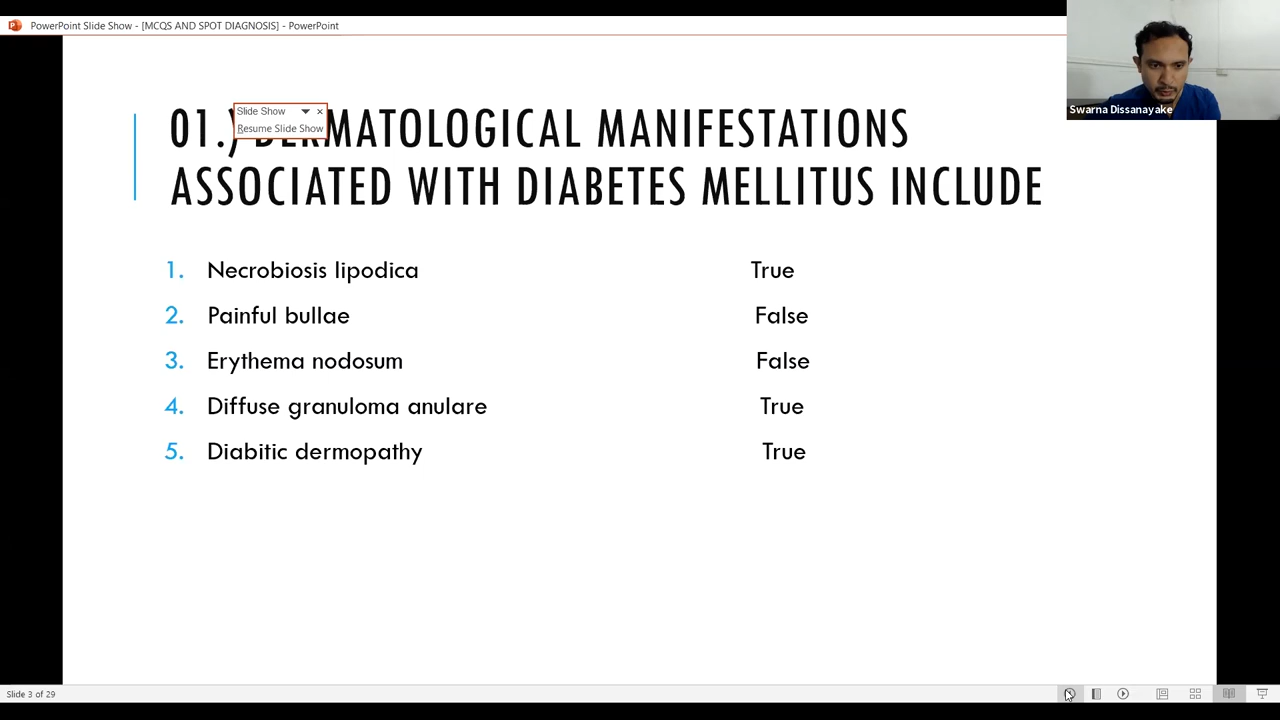 PowerPoint Slide Show - [MCQS AND SPOT DIAGNOSIS] - PowerPoint
Swarna Dissanayake
Slide Show
Resume Slide Show
01.) DERMATOLOGICAL MANIFESTATIONS
ASSOCIATED WITH DIABETES MELLITUS INCLUDE
1. Necrobiosis lipodica True
2. Painful bullae False
3. Erythema nodosum False
4. Diffuse granuloma anulare True
5. Diabitic dermopathy True
Slide 3 of 29